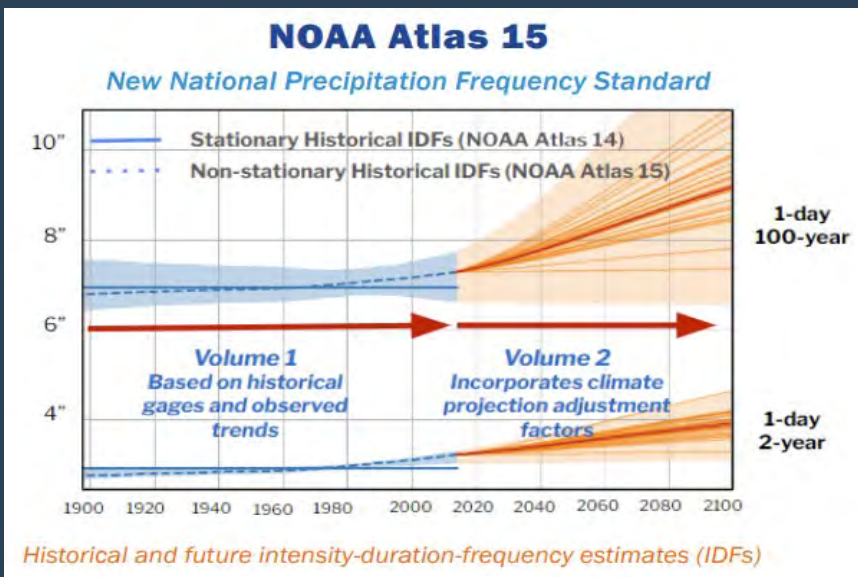 NOAA Atlas 15
New National Precipitation Frequency Standard
10”
Stationary Historical IDFs (NOAA Atlas 14)
Non-stationary Historical IDFs (NOAA Atlas 15)
8”
1-day
100-year
6”
Volume 1
Based on historical
gages and observed
trends
Volume 2
Incorporates climate
projection adjustment
factors
4”
1-day
2-year
1900 1920 1940 1960 1980 2000 2020 2040 2060 2080 2100
Historical and future intensity-duration-frequency estimates (IDFs)